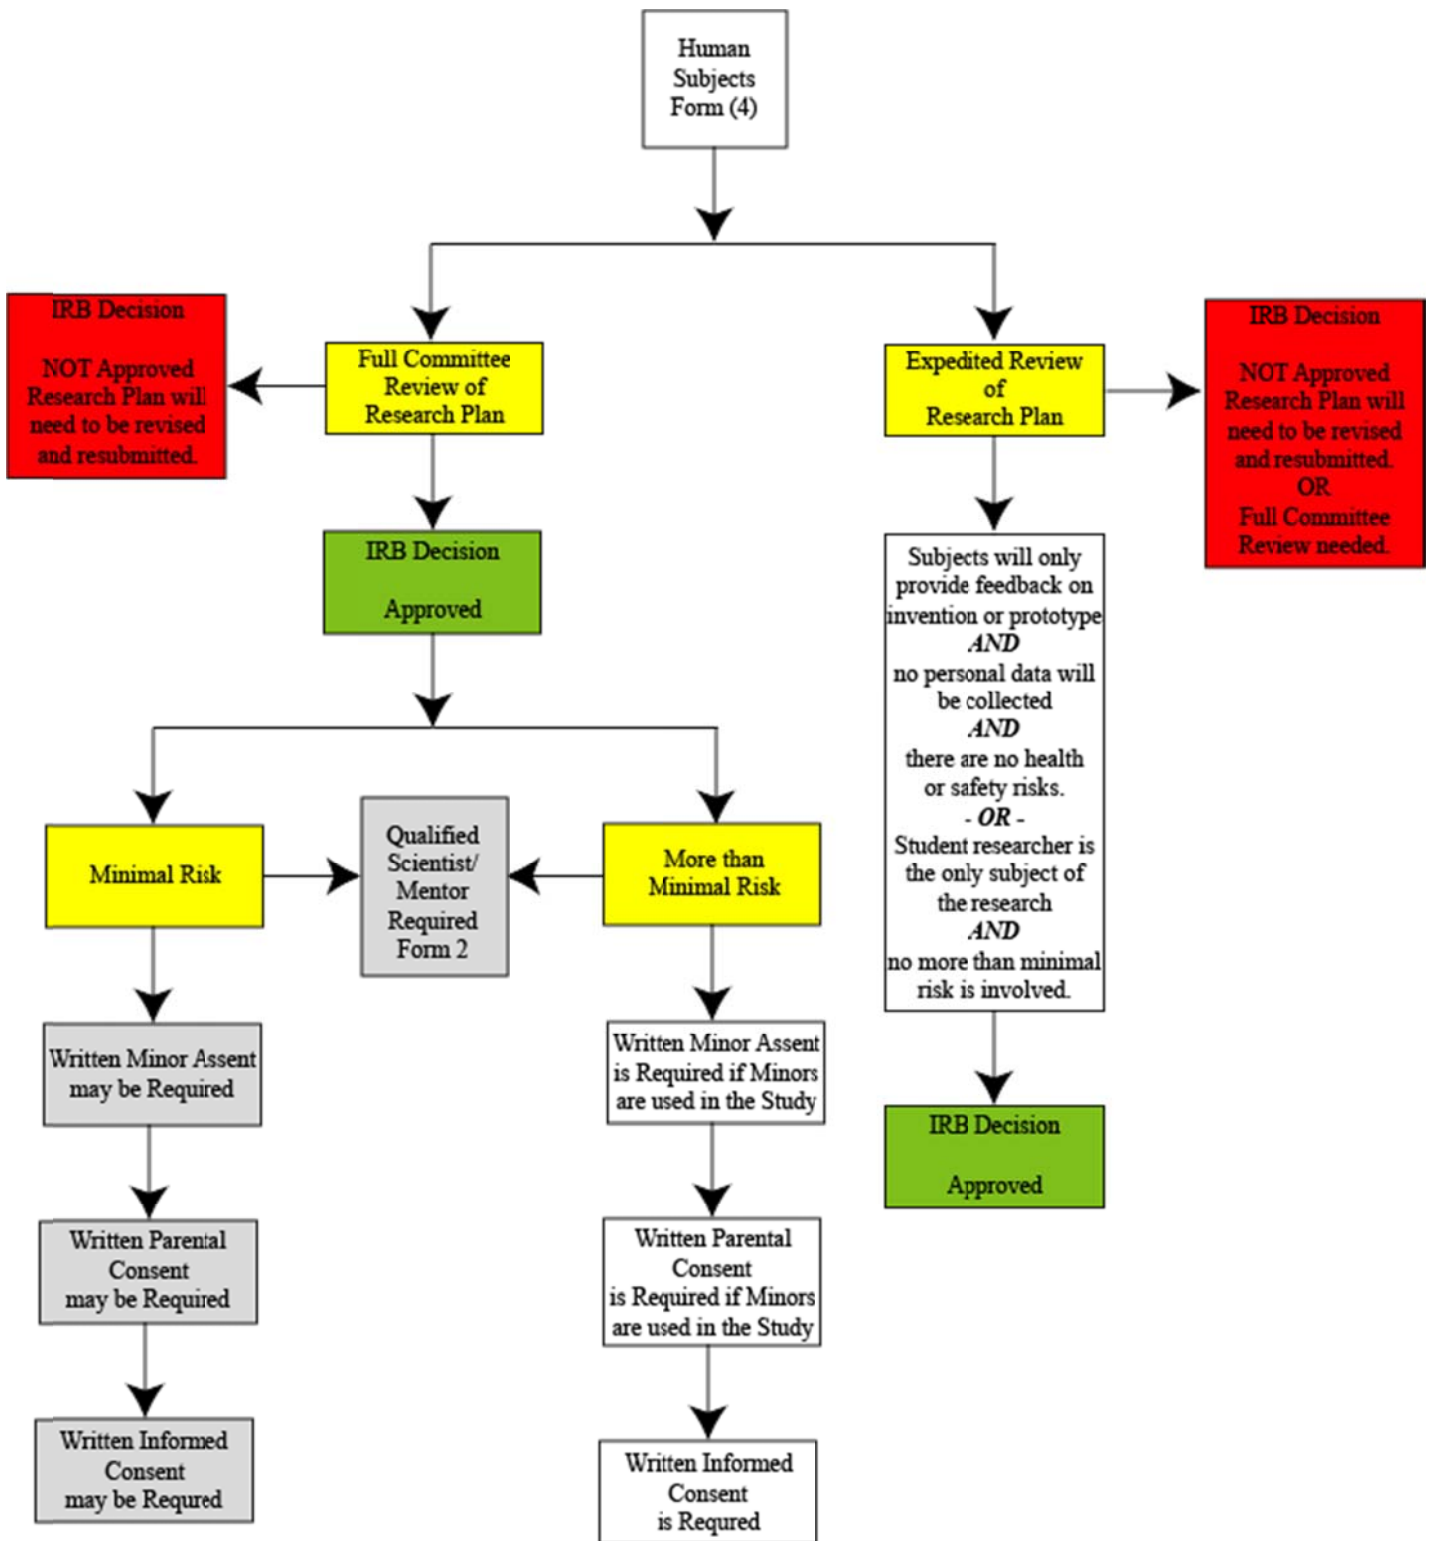 Human
Subjects
Form (4)
IRB Decision
NOT Approved
Research Plan will
need to be revised
and resubmitted.
Full Committee
Review of
Research Plan
Expedited Review
of
Research Plan
IRB Decision
NOT Approved
Research Plan will
need to be revised
and resubmitted.
OR
Full Committee
Review needed.
IRB Decision
Approved
Subjects will only
provide feedback on
invention or prototype
AND
no personal data will
be collected
AND
there are no health
or safety risks.
- OR -
Student researcher is
the only subject of
the research
AND
no more than minimal
risk is involved.
Minimal Risk
Qualified
Scientist/
Mentor
Required
Form 2
More than
Minimal Risk
Written Minor Assent
may be Required
Written Minor Assent
is Required if Minors
are used in the Study
IRB Decision
Approved
Written Parental
Consent
may be Required
Written Parental
Consent
is Required if Minors
are used in the Study
Written Informed
Consent
may be Requred
Written Informed
Consent
is Requred